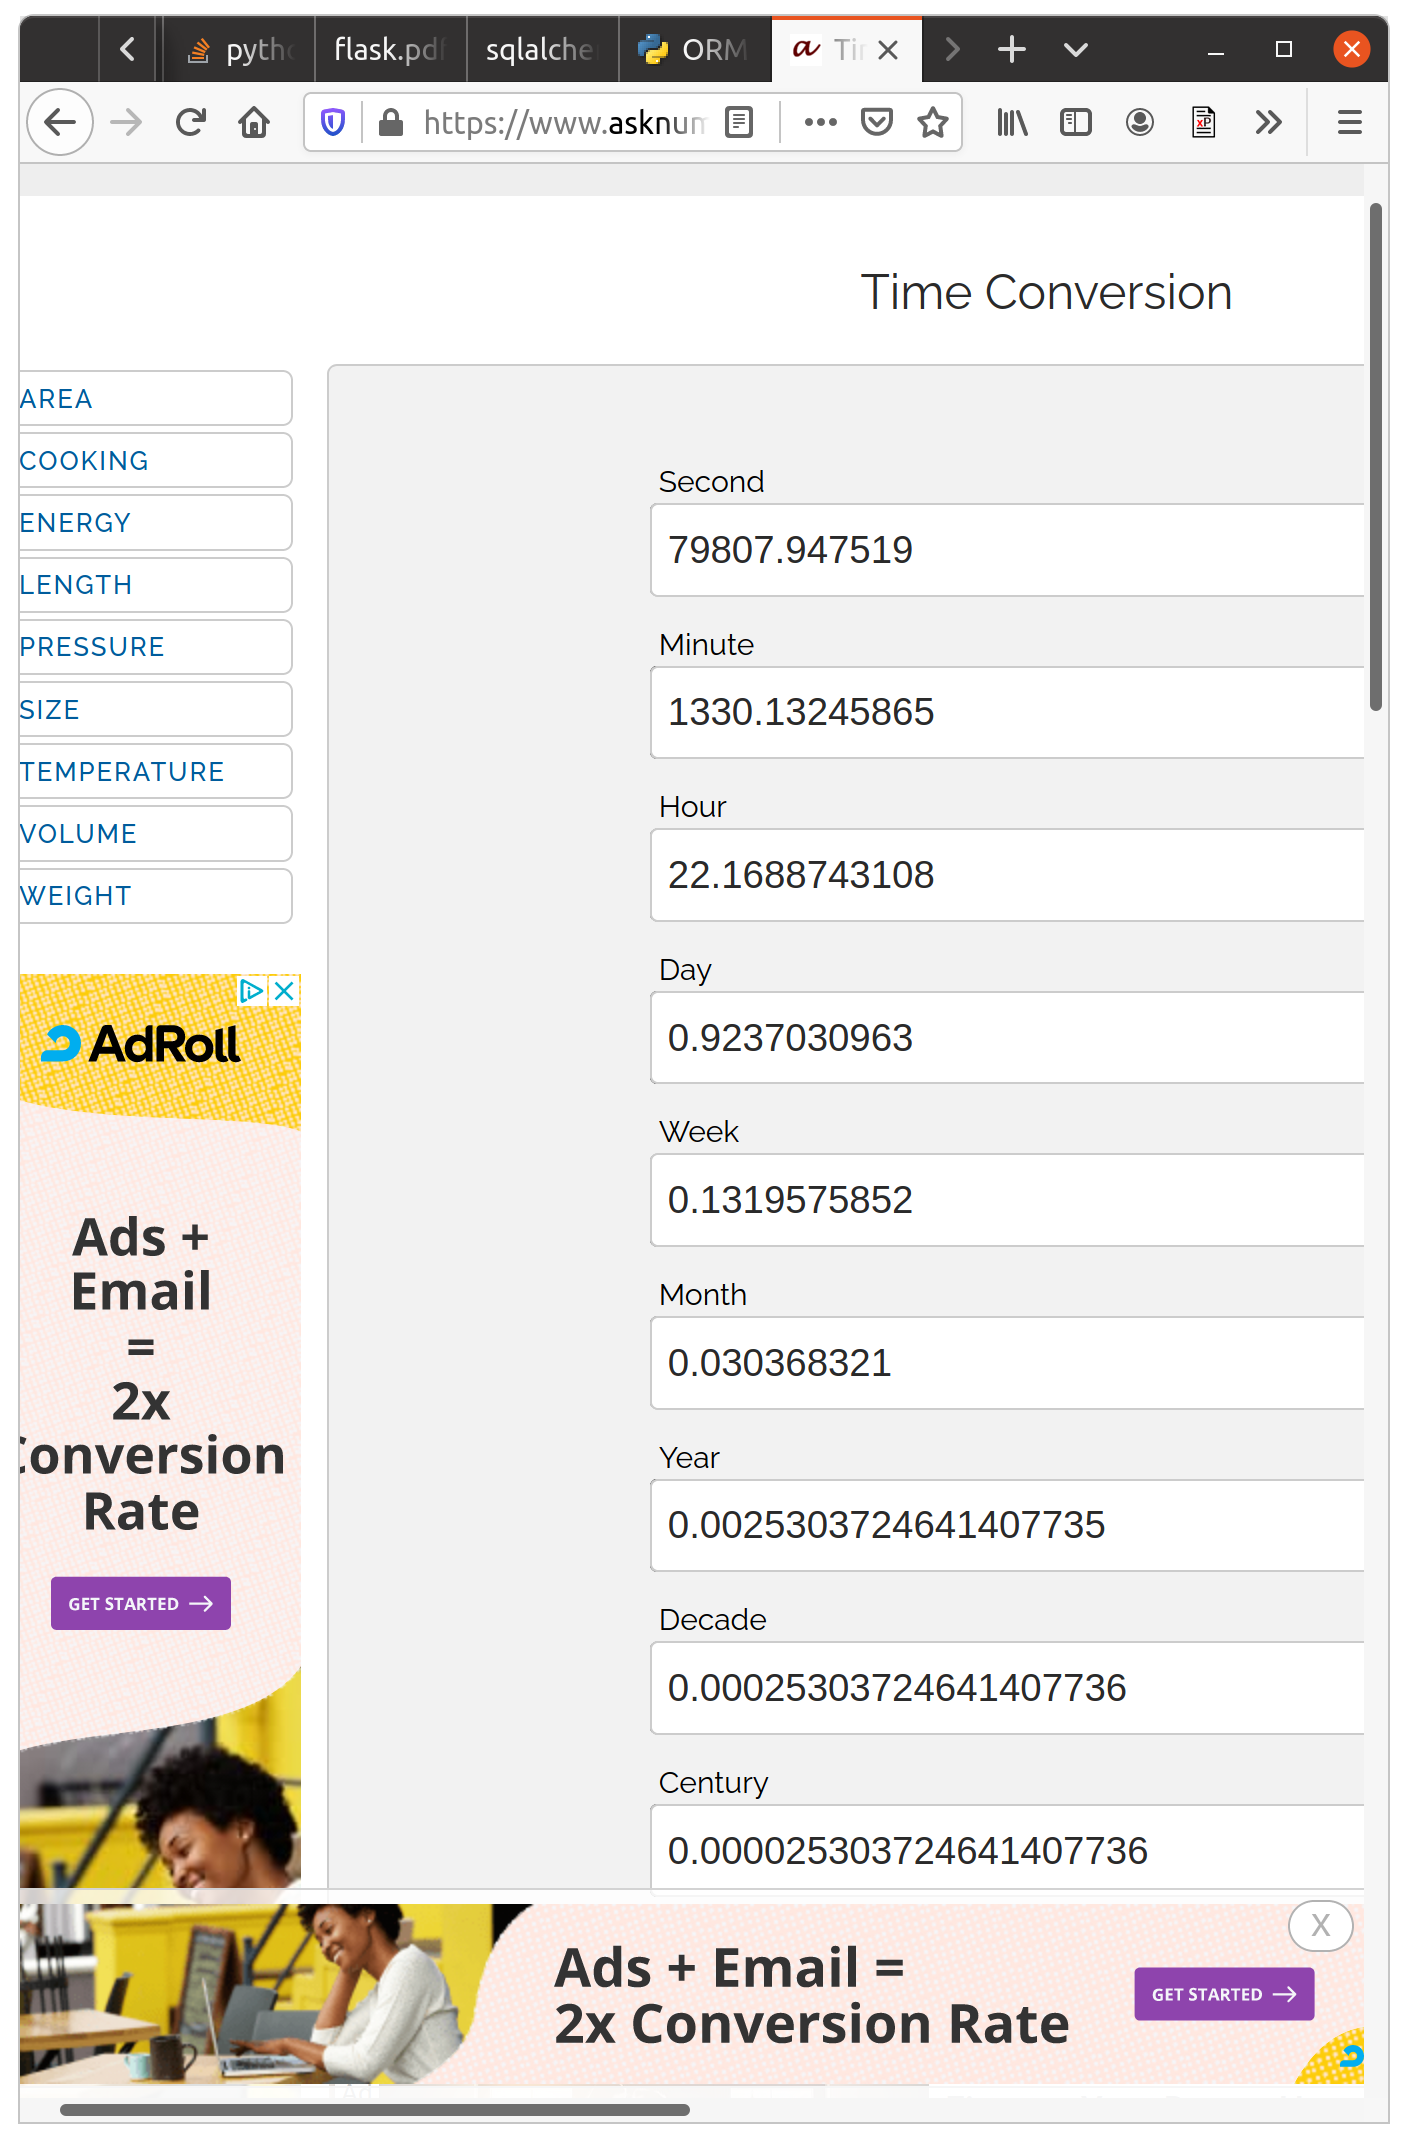 pytho
flask.pdf
sqlalche
ORM
Ti
https://www.asknum
Time Conversion
AREA
COOKING
ENERGY
LENGTH
PRESSURE
SIZE
TEMPERATURE
VOLUME
WEIGHT
AdRoll
Ads +
Email
=
2x
Conversion
Rate
GET STARTED
Second
79807.947519
Minute
1330.13245865
Hour
22.1688743108
Day
0.9237030963
Week
0.1319575852
Month
0.030368321
Year
0.0025303724641407735
Decade
0.00025303724641407736
Century
0.000025303724641407736
Ads + Email =
2x Conversion Rate
GET STARTED
X